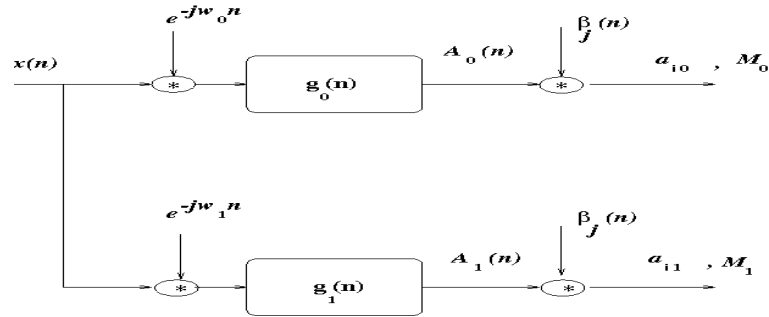 e^{-jw_0 n} β_j(n)
x(n) A_0(n) a_{i0} , M_0
* g_0(n) *
e^{-jw_1 n} β_j(n)
A_1(n) a_{i1} , M_1
* g_1(n) *